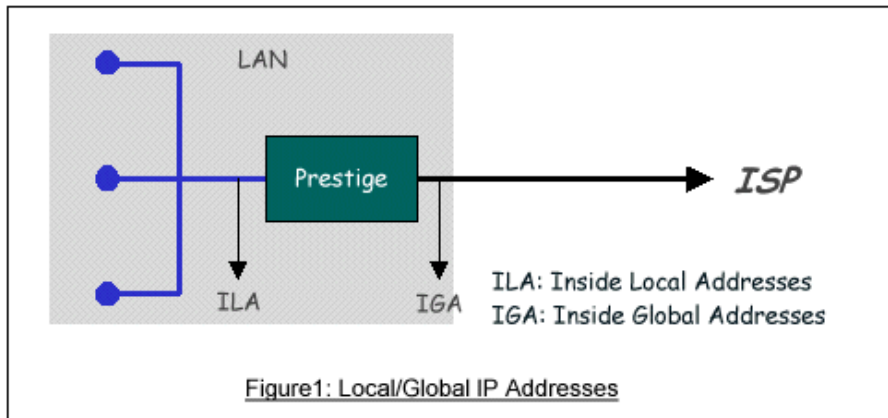 LAN
Prestige
ISP
ILA
IGA
ILA: Inside Local Addresses
IGA: Inside Global Addresses
Figure1: Local/Global IP Addresses